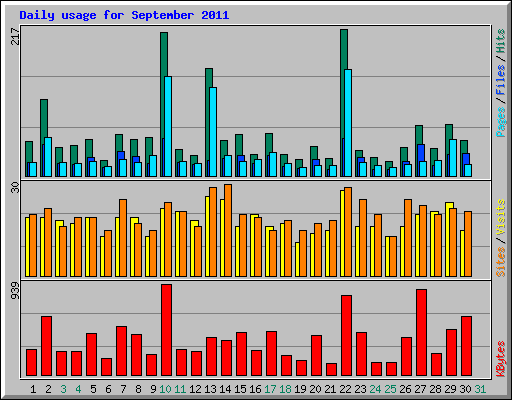 Daily usage for September 2011
217
Pages / Files / Hits
30
Sites / Visits
939
KBytes
1 2 3 4 5 6 7 8 9 10 11 12 13 14 15 16 17 18 19 20 21 22 23 24 25 26 27 28 29 30 31